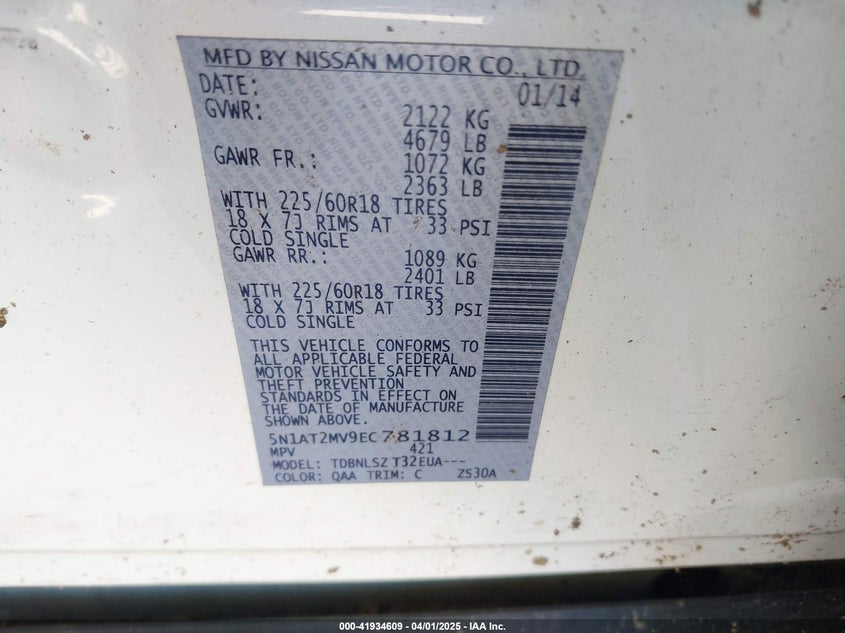 MFD BY NISSAN MOTOR CO., LTD.
DATE: 01/14
GVWR: 2122 KG
4679 LB
GAWR FR.: 1072 KG
2363 LB
WITH 225/60R18 TIRES
18 X 7J RIMS AT 33 PSI
COLD SINGLE
GAWR RR.: 1089 KG
2401 LB
WITH 225/60R18 TIRES
18 X 7J RIMS AT 33 PSI
COLD SINGLE
THIS VEHICLE CONFORMS TO
ALL APPLICABLE FEDERAL
MOTOR VEHICLE SAFETY AND
THEFT PREVENTION
STANDARDS IN EFFECT ON
THE DATE OF MANUFACTURE
SHOWN ABOVE.
5N1AT2MV9EC781812
MPV 421
MODEL: TDBNLSZ T32EUA---
COLOR: QAA TRIM: C ZS30A
000-41934609 - 04/01/2025 - IAA Inc.